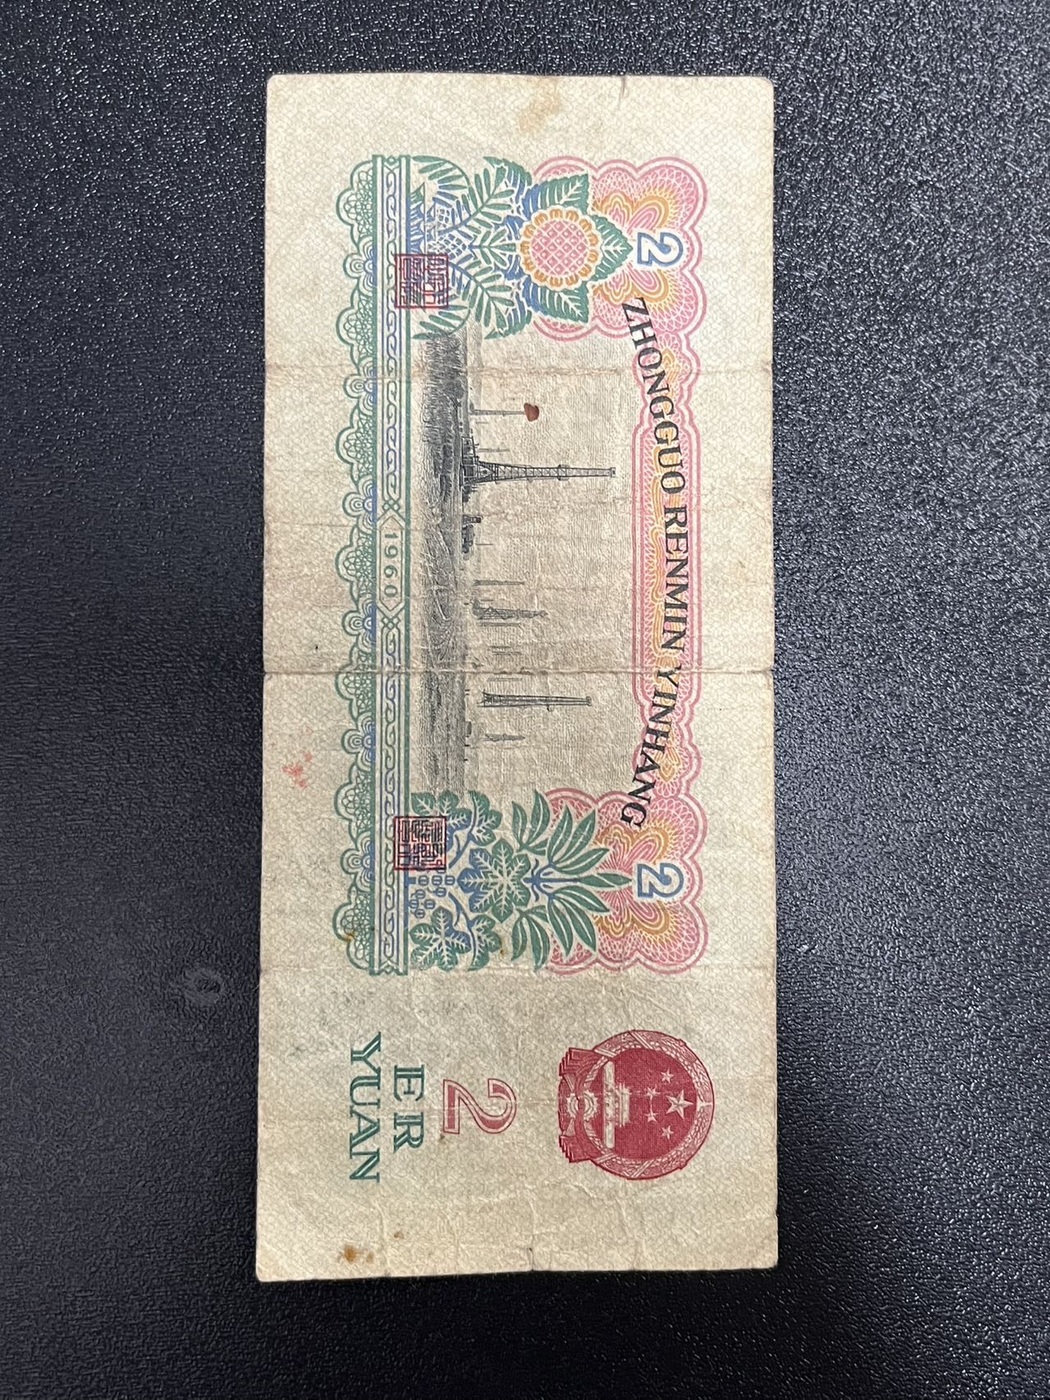 ZHONGGUO RENMIN YINHANG
2
2
1960
2
ER
YUAN